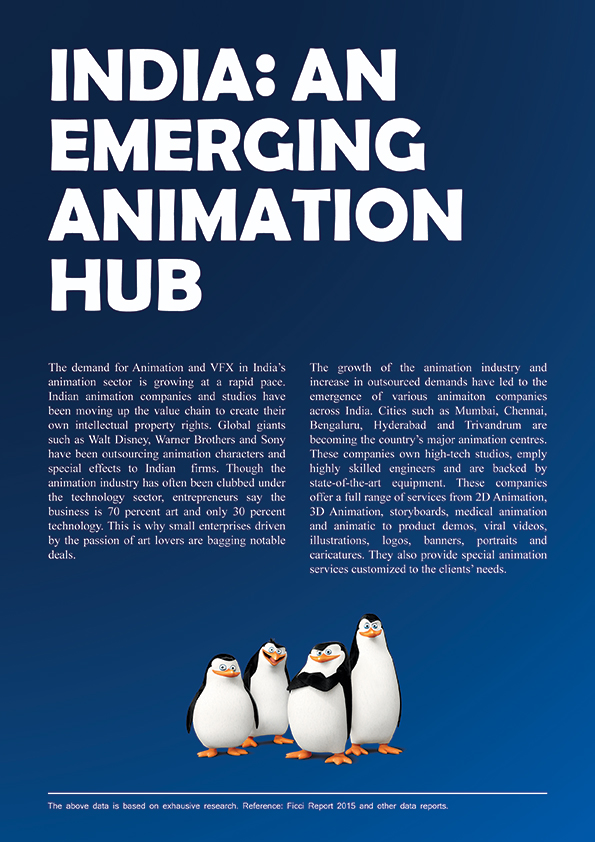 INDIA: AN
EMERGING
ANIMATION
HUB
The demand for Animation and VFX in India's
animation sector is growing at a rapid pace.
Indian animation companies and studios have
been moving up the value chain to create their
own intellectual property rights. Global giants
such as Walt Disney, Warner Brothers and Sony
have been outsourcing animation characters and
special effects to Indian firms. Though the
animation industry has often been clubbed under
the technology sector, entrepreneurs say the
business is 70 percent art and only 30 percent
technology. This is why small enterprises driven
by the passion of art lovers are bagging notable
deals.
The growth of the animation industry and
increase in outsourced demands have led to the
emergence of various animaiton companies
across India. Cities such as Mumbai, Chennai,
Bengaluru, Hyderabad and Trivandrum are
becoming the country's major animation centres.
These companies own high-tech studios, emply
highly skilled engineers and are backed by
state-of-the-art equipment. These companies
offer a full range of services from 2D Animation,
3D Animation, storyboards, medical animation
and animatic to product demos, viral videos,
illustrations, logos, banners, portraits and
caricatures. They also provide special animation
services customized to the clients' needs.
The above data is based on exhausive research. Reference: Ficci Report 2015 and other data reports.